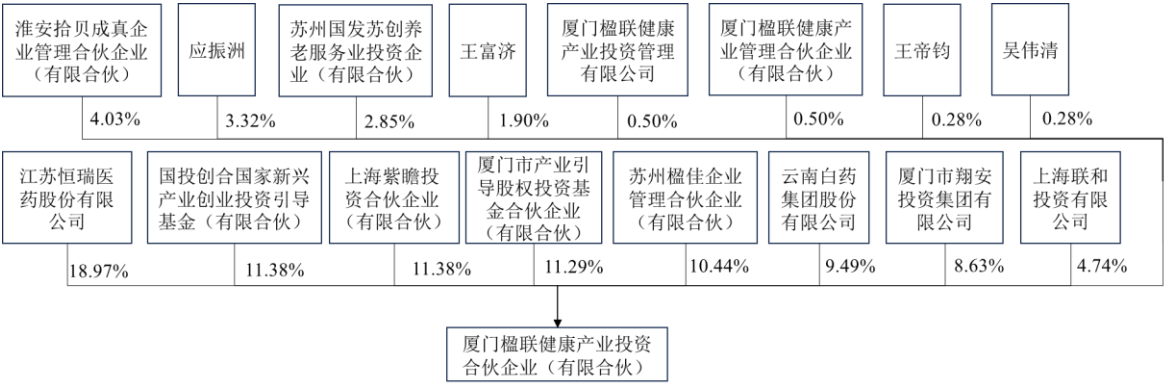 淮安拾贝成真企
业管理合伙企业
（有限合伙）
应振洲
苏州国发苏创养
老服务业投资企
业（有限合伙）
王富济
厦门楹联健康
产业投资管理
有限公司
厦门楹联健康产
业管理合伙企业
（有限合伙）
王帝钧
吴伟清
4.03%
3.32%
2.85%
1.90%
0.50%
0.50%
0.28%
0.28%
江苏恒瑞医
药股份有限
公司
国投创合国家新兴
产业创业投资引导
基金（有限合伙）
上海紫瞻投
资合伙企业
（有限合伙）
厦门市产业引
导股权投资基
金合伙企业
（有限合伙）
苏州楹佳企业
管理合伙企业
（有限合伙）
云南白药
集团股份
有限公司
厦门市翔安
投资集团有
限公司
上海联和
投资有限
公司
18.97%
11.38%
11.38%
11.29%
10.44%
9.49%
8.63%
4.74%
厦门楹联健康产业投资
合伙企业（有限合伙）